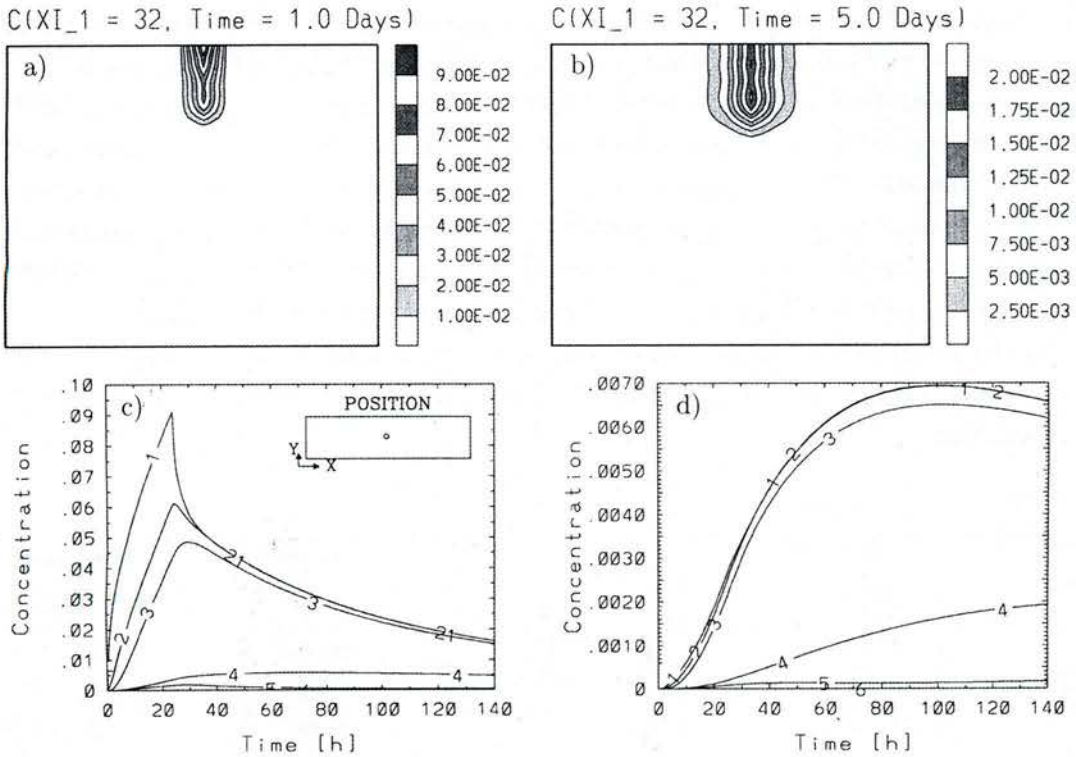 C(XI_1 = 32, Time = 1.0 Days)
a)
9.00E-02
8.00E-02
7.00E-02
6.00E-02
5.00E-02
4.00E-02
3.00E-02
2.00E-02
1.00E-02
C(XI_1 = 32, Time = 5.0 Days)
b)
2.00E-02
1.75E-02
1.50E-02
1.25E-02
1.00E-02
7.50E-03
5.00E-03
2.50E-03
c)
POSITION
Y
X
Concentration
.10
.09
.08
.07
.06
.05
.04
.03
.02
.01
0
1
2
3
21
3
21
4
4
5
0 20 40 60 80 100 120 140
Time [h]
d)
Concentration
.0070
.0060
.0050
.0040
.0030
.0020
.0010
0
1
2
3
1
2
3
1
2
4
4
5
6
0 20 40 60 80 100 120 140
Time [h]